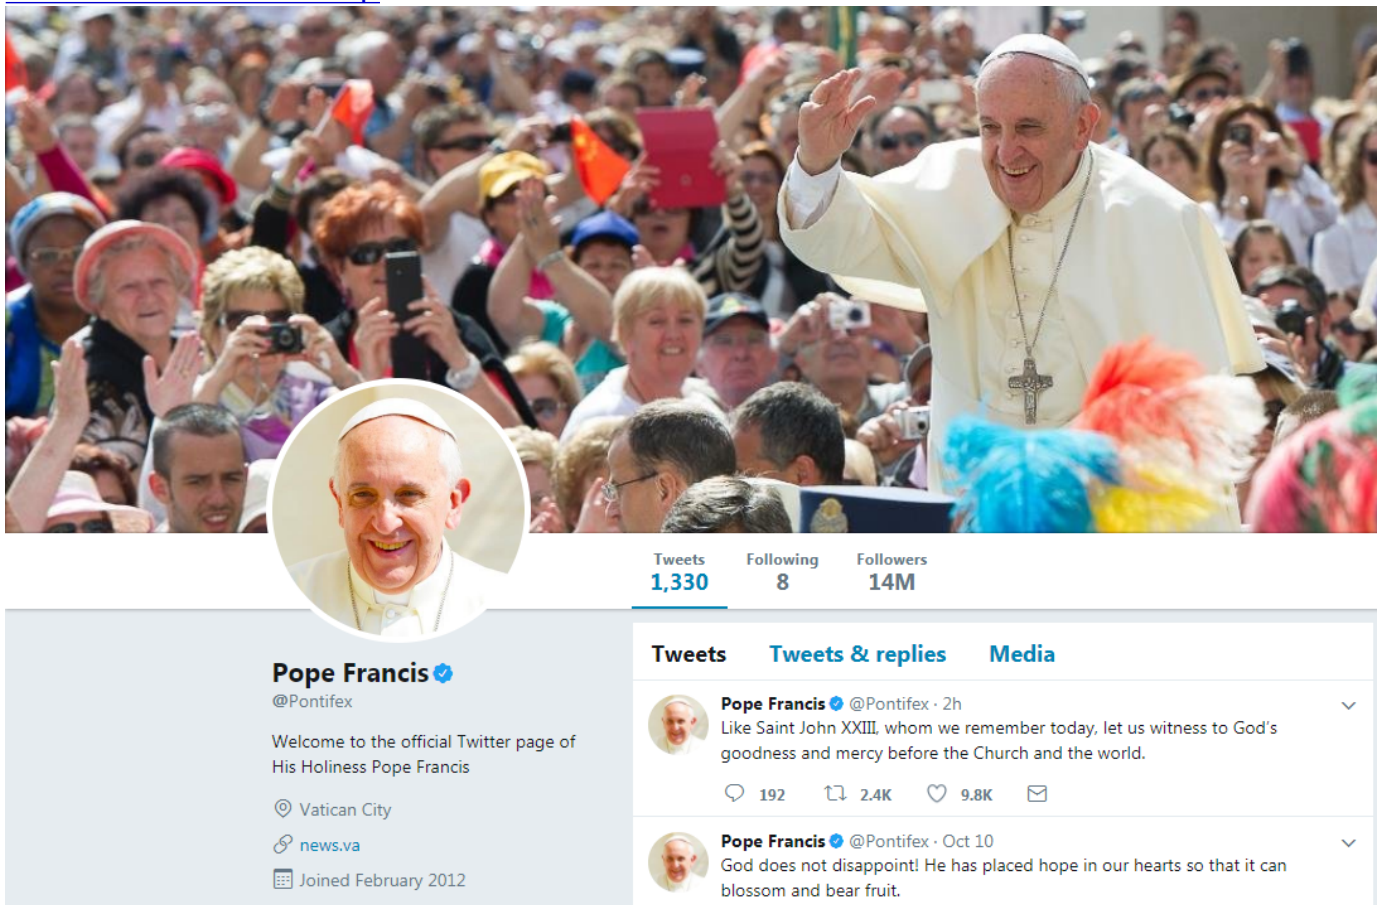 Tweets
1,330
Following
8
Followers
14M
Pope Francis
@Pontifex
Welcome to the official Twitter page of
His Holiness Pope Francis
Vatican City
news.va
Joined February 2012
Tweets
Tweets & replies
Media
Pope Francis @Pontifex · 2h
Like Saint John XXIII, whom we remember today, let us witness to God's
goodness and mercy before the Church and the world.
192
2.4K
9.8K
Pope Francis @Pontifex · Oct 10
God does not disappoint! He has placed hope in our hearts so that it can
blossom and bear fruit.